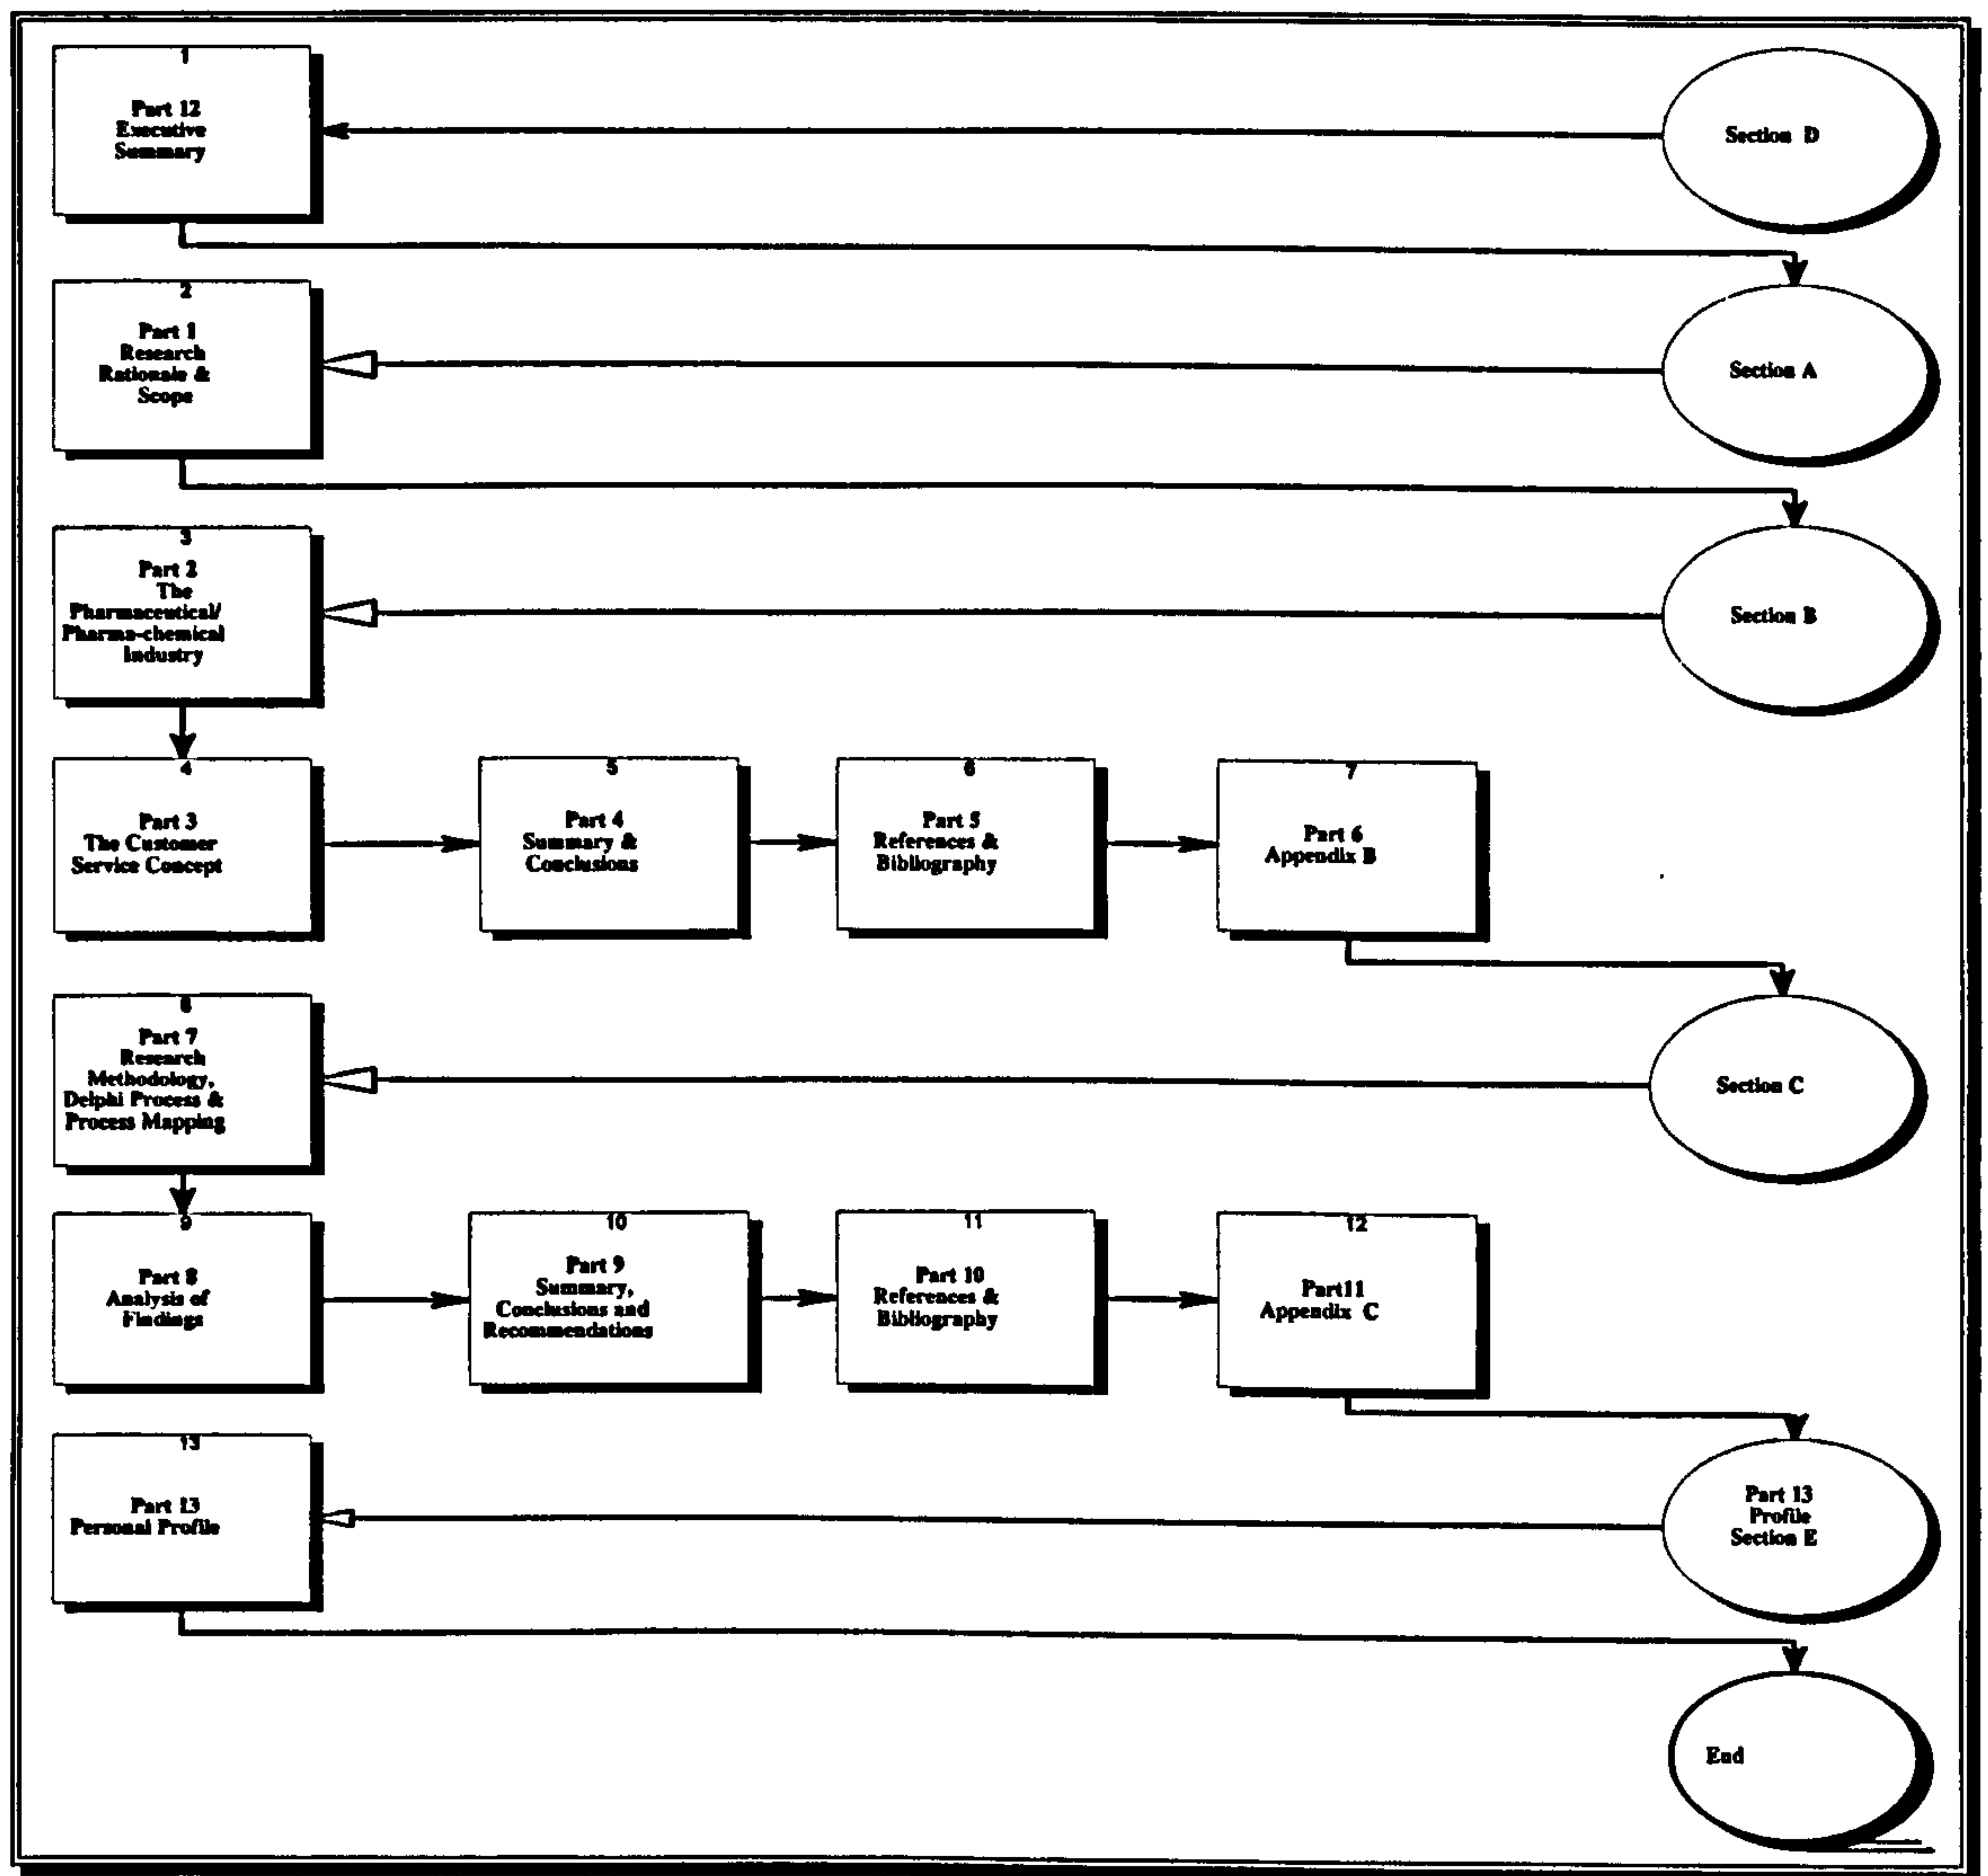 1
Part 12
Executive
Summary
Section D
2
Part 1
Research
Rationale &
Scope
Section A
3
Part 2
The
Pharmaceutical/
Pharma-chemical
Industry
Section B
4
Part 3
The Customer
Service Concept
5
Part 4
Summary &
Conclusions
6
Part 5
References &
Bibliography
7
Part 6
Appendix B
8
Part 7
Research
Methodology,
Delphi Process &
Process Mapping
Section C
9
Part 8
Analysis of
Findings
10
Part 9
Summary,
Conclusions and
Recommendations
11
Part 10
References &
Bibliography
12
Part11
Appendix C
13
Part 13
Personal Profile
Part 13
Profile
Section E
End